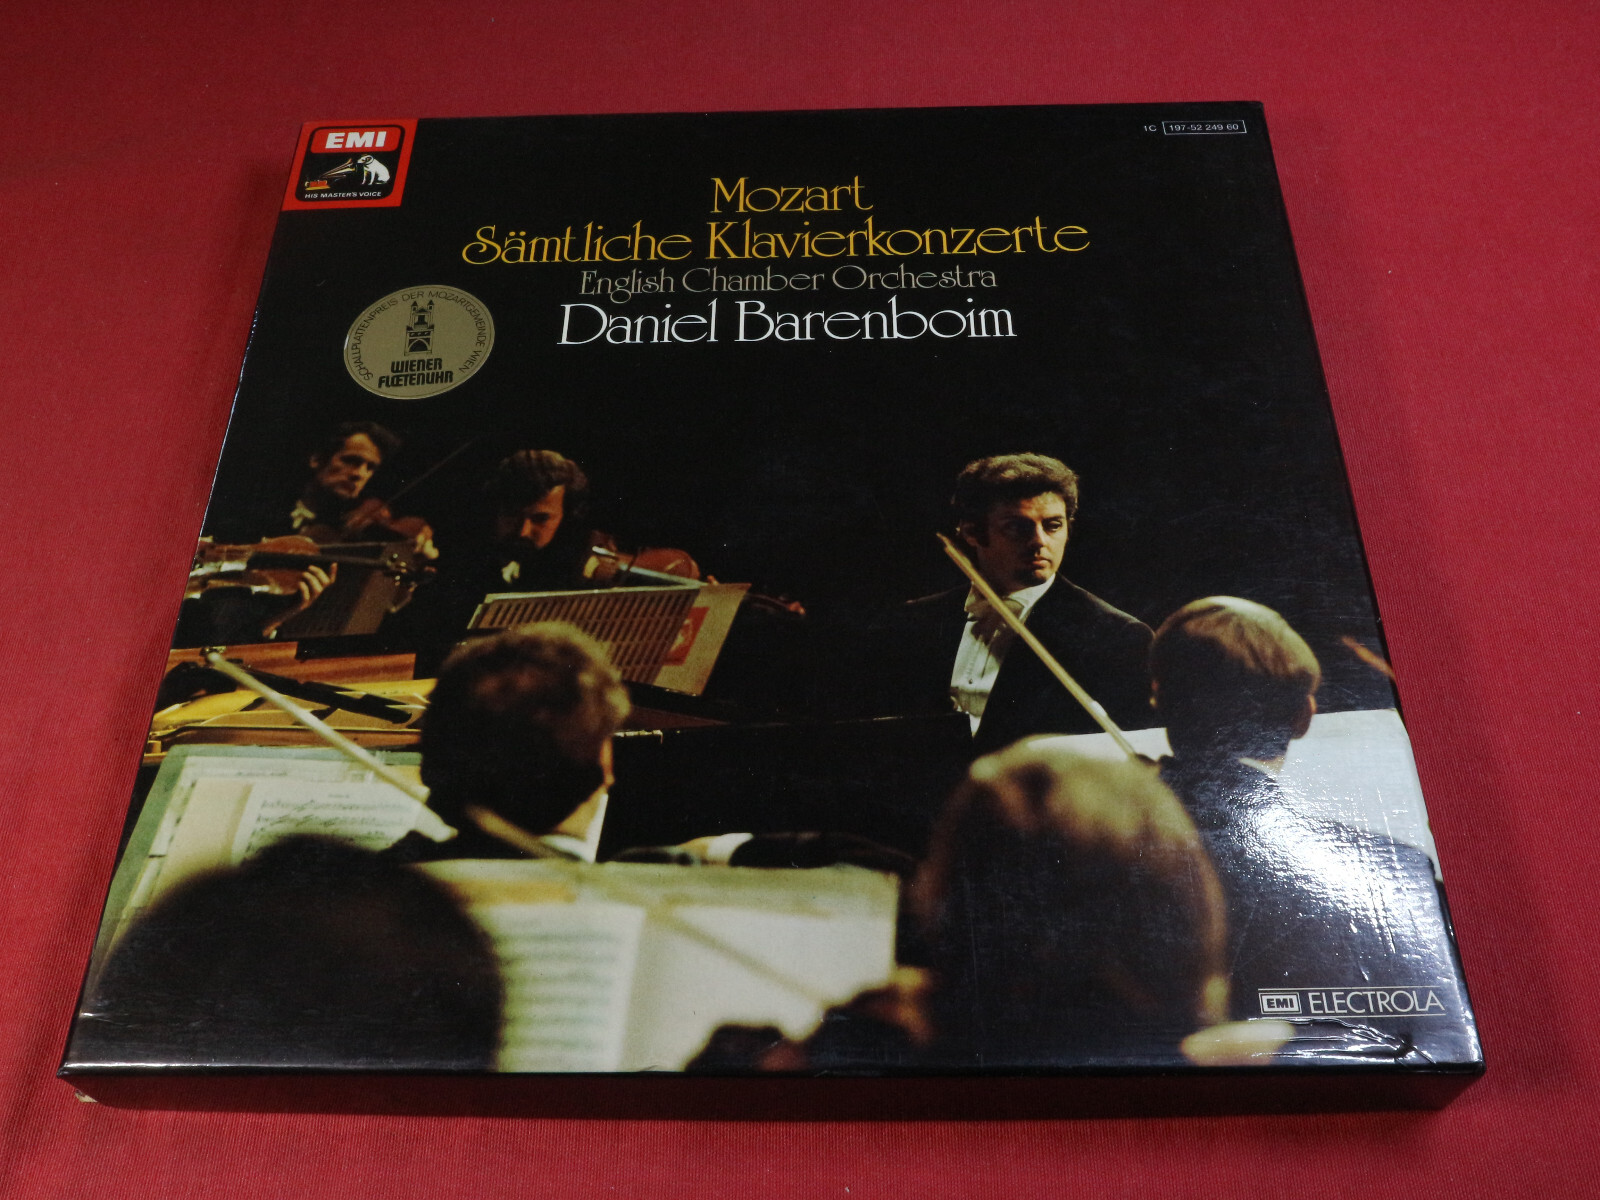 EMI
HIS MASTER'S VOICE
1C 197-52 249 60
Mozart
Sämtliche Klavierkonzerte
English Chamber Orchestra
Daniel Barenboim
SCHALLPLATTENPREIS DER MOZARTGEMEINDE WIEN
WIENER
FLŒTENUHR
EMI ELECTROLA